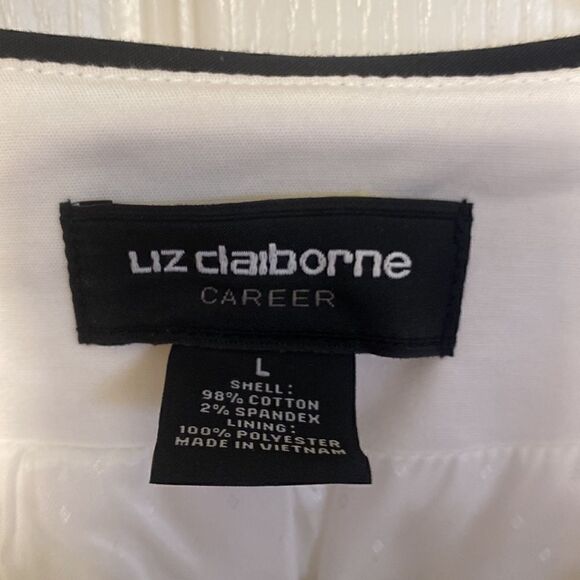 Liz claiborne
CAREER
L
SHELL:
98% COTTON
2% SPANDEX
LINING:
100% POLYESTER
MADE IN VIETNAM